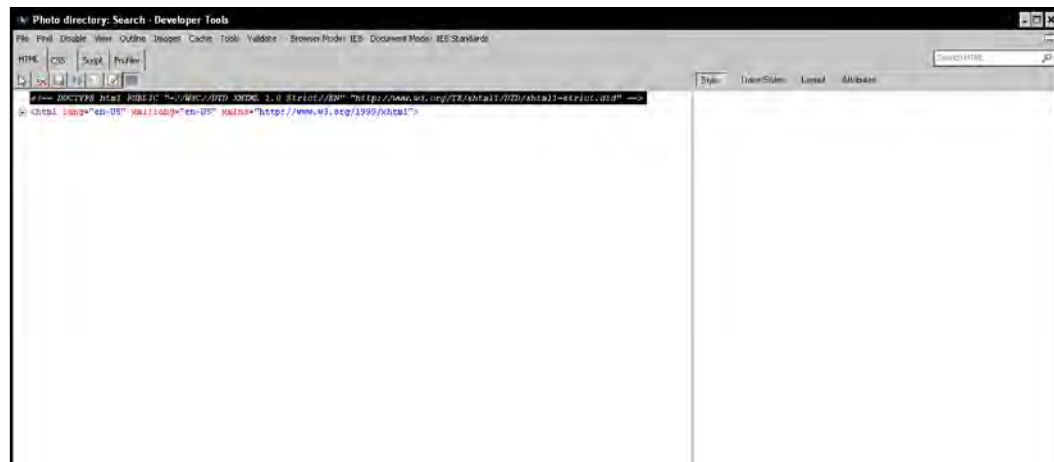 Photo directory: Search - Developer Tools
File Find Disable View Outline Images Cache Tools Validate Browser Mode: IE8 Document Mode: IE8 Standards
HTML CSS Script Profiler Search HTML...
Style Trace Styles Layout Attributes
<!-- DOCTYPE html PUBLIC "-//W3C//DTD XHTML 1.0 Strict//EN" "http://www.w3.org/TR/xhtml1/DTD/xhtml1-strict.dtd" -->
<html lang="en-US" xml:lang="en-US" xmlns="http://www.w3.org/1999/xhtml">